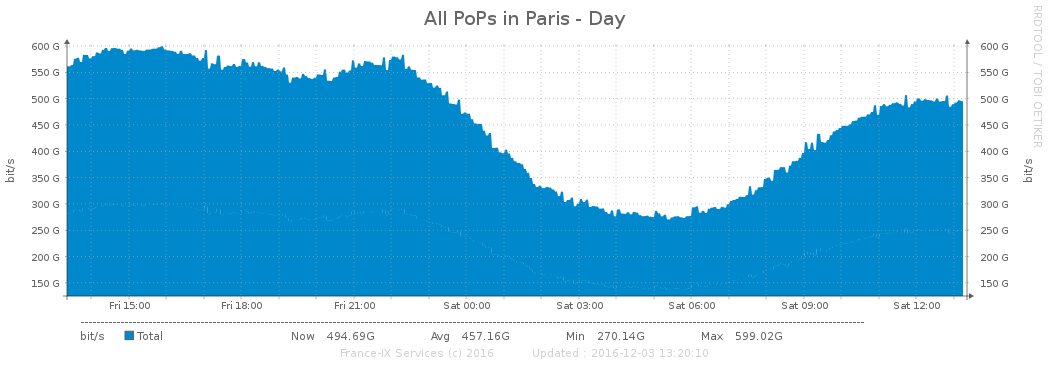 All PoPs in Paris - Day
RRDTOOL / TOBI OETIKER
600 G 600 G
550 G 550 G
500 G 500 G
450 G 450 G
400 G 400 G
350 G 350 G
300 G 300 G
250 G 250 G
200 G 200 G
150 G 150 G
bit/s
bit/s
Fri 15:00 Fri 18:00 Fri 21:00 Sat 00:00 Sat 03:00 Sat 06:00 Sat 09:00 Sat 12:00
bit/s Total Now 494.69G Avg 457.16G Min 270.14G Max 599.02G
France-IX Services (c) 2016 Updated : 2016-12-03 13:20:10